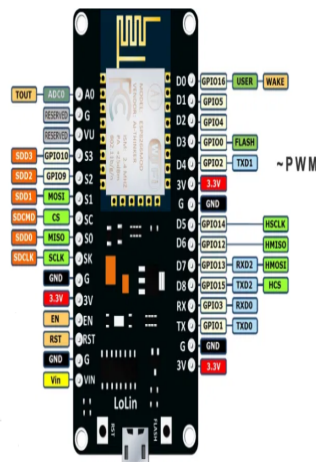 TOUT ADC0 A0
RESERVED G
RESERVED VU
SDD3 GPIO10 S3
SDD2 GPIO9 S2
SDD1 MOSI S1
SDCMD CS SC
SDD0 MISO S0
SDCLK SCLK SK
GND G
3.3V 3V
EN EN
RST RST
GND G
Vin VIN
D0 GPIO16 USER WAKE
D1 GPIO5
D2 GPIO4
D3 GPIO0 FLASH
D4 GPIO2 TXD1
~PWM
3V 3.3V
G GND
D5 GPIO14 HSCLK
D6 GPIO12 HMISO
D7 GPIO13 RXD2 HMOSI
D8 GPIO15 TXD2 HCS
RX GPIO3 RXD0
TX GPIO1 TXD0
G GND
3V 3.3V
LoLin
RST
FLASH